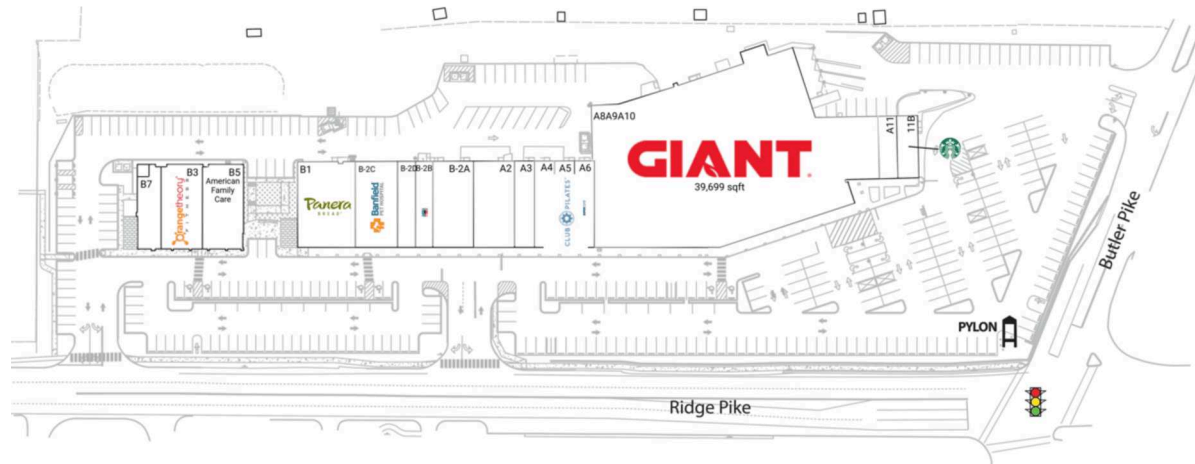 A8A9A10
GIANT
39,699 sqft
A11
11B
B7
orangetheory
FITNESS
B3
B5
American
Family
Care
B1
Panera
BREAD
B-2C
Banfield
PET HOSPITAL
B-2D
B-2B
B-2A
A2
A3
A4
A5
A6
CLUB PILATES
PYLON
Butler Pike
Ridge Pike